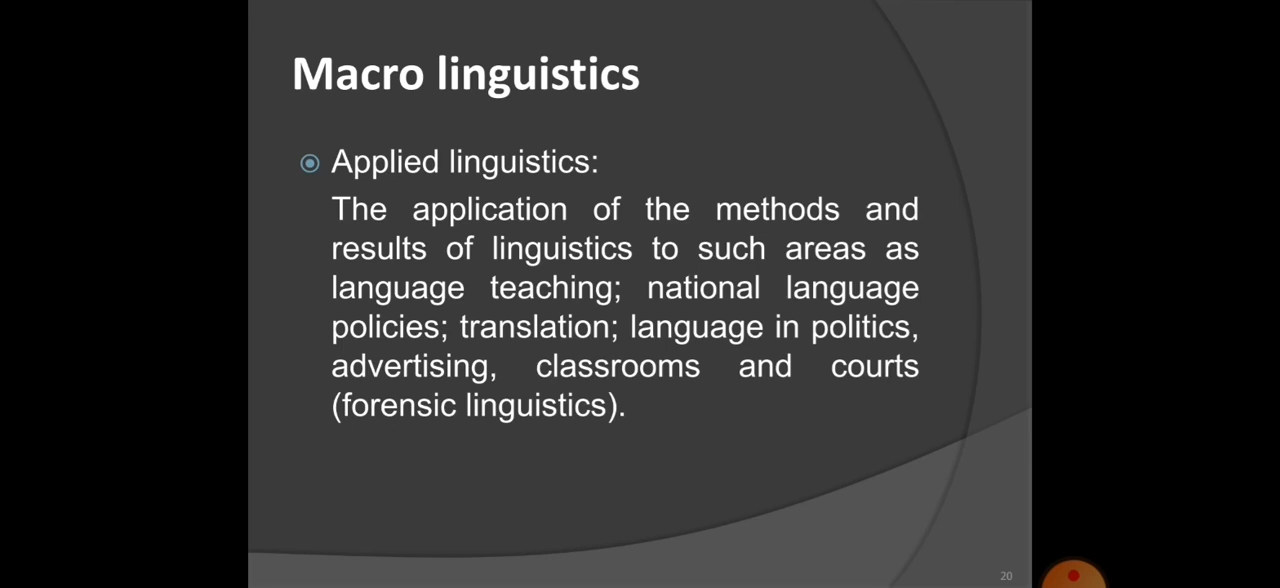 Macro linguistics
Applied linguistics:
The application of the methods and
results of linguistics to such areas as
language teaching; national language
policies; translation; language in politics,
advertising, classrooms and courts
(forensic linguistics).
20